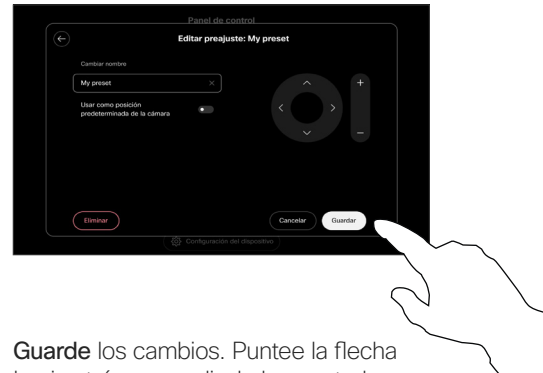 Panel de control
Editar preajuste: My preset
Cambiar nombre
My preset
Usar como posición
predeterminada de la cámara
Eliminar
Cancelar
Guardar
Configuración del dispositivo
Guarde los cambios. Puntee la flecha